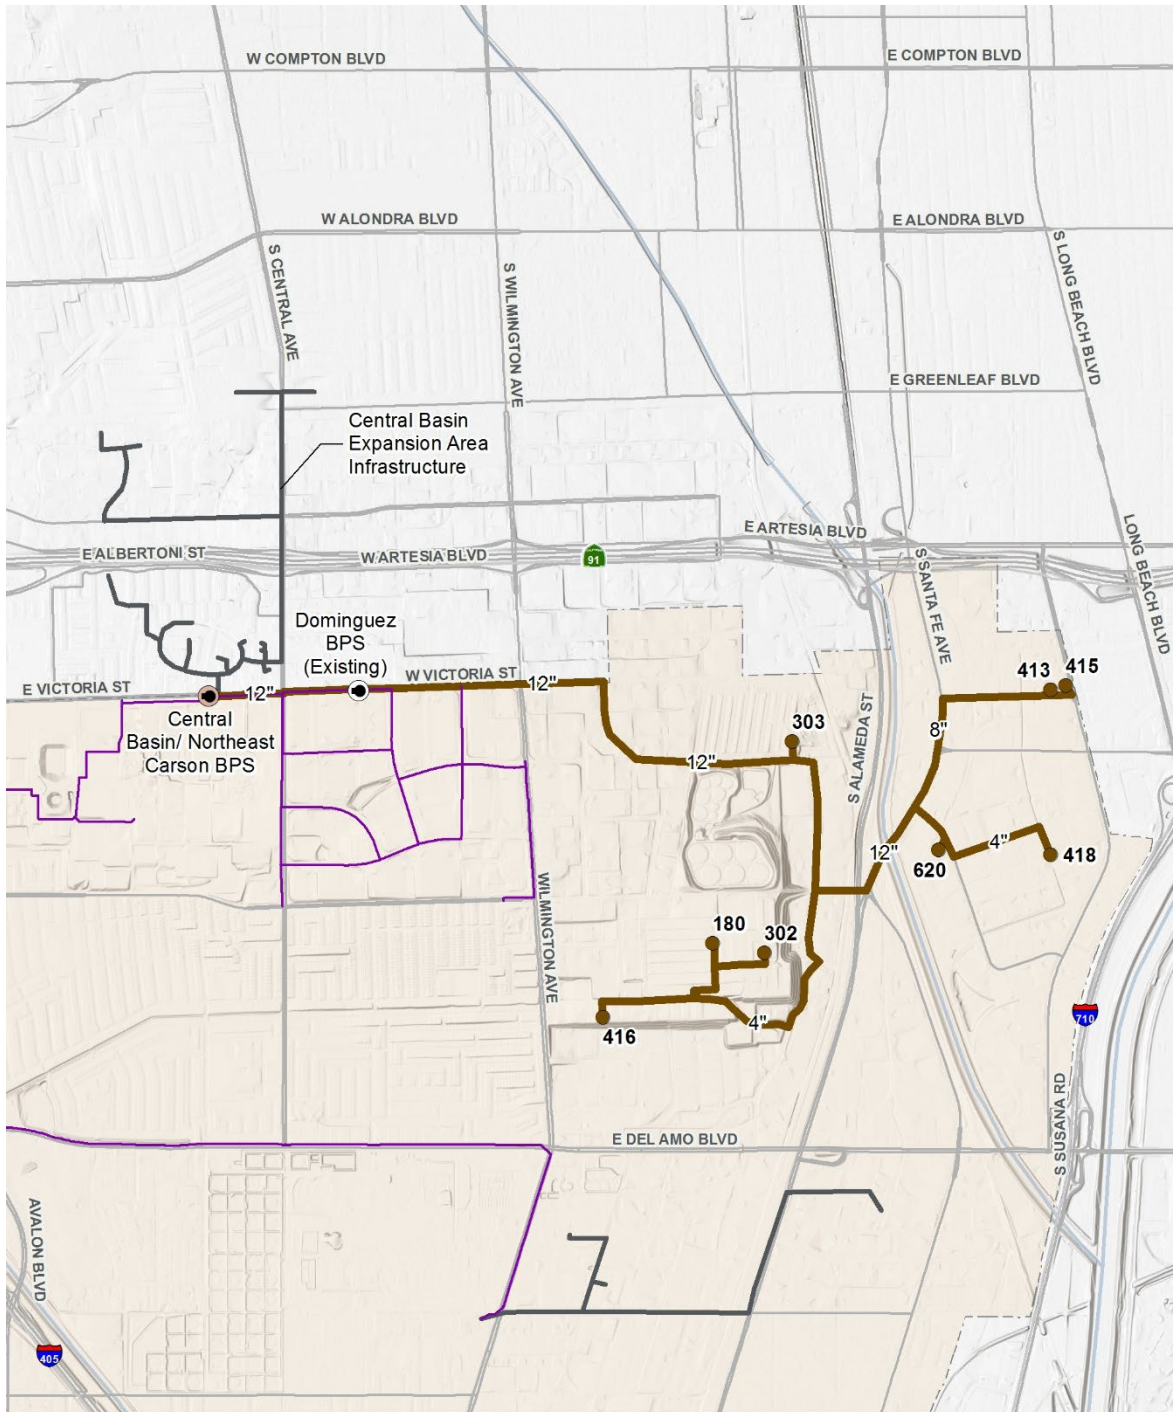 W COMPTON BLVD
E COMPTON BLVD
W ALONDRA BLVD
E ALONDRA BLVD
S CENTRAL AVE
S WILMINGTON AVE
S LONG BEACH BLVD
E GREENLEAF BLVD
Central Basin
Expansion Area
Infrastructure
E ALBERTONI ST
W ARTESIA BLVD
91
E ARTESIA BLVD
S SANTA FE AVE
LONG BEACH BLVD
Dominguez
BPS
(Existing)
E VICTORIA ST
12"
W VICTORIA ST
12"
413
415
Central
Basin/ Northeast
Carson BPS
303
8"
12"
S ALAMEDA ST
12"
4"
620
418
WILMINGTON AVE
180
302
416
4"
710
E DEL AMO BLVD
S SUSANA RD
AVALON BLVD
405